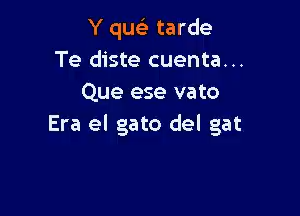 Y qué tarde
Te diste cuenta...
Que ese vato
Era el gato del gat